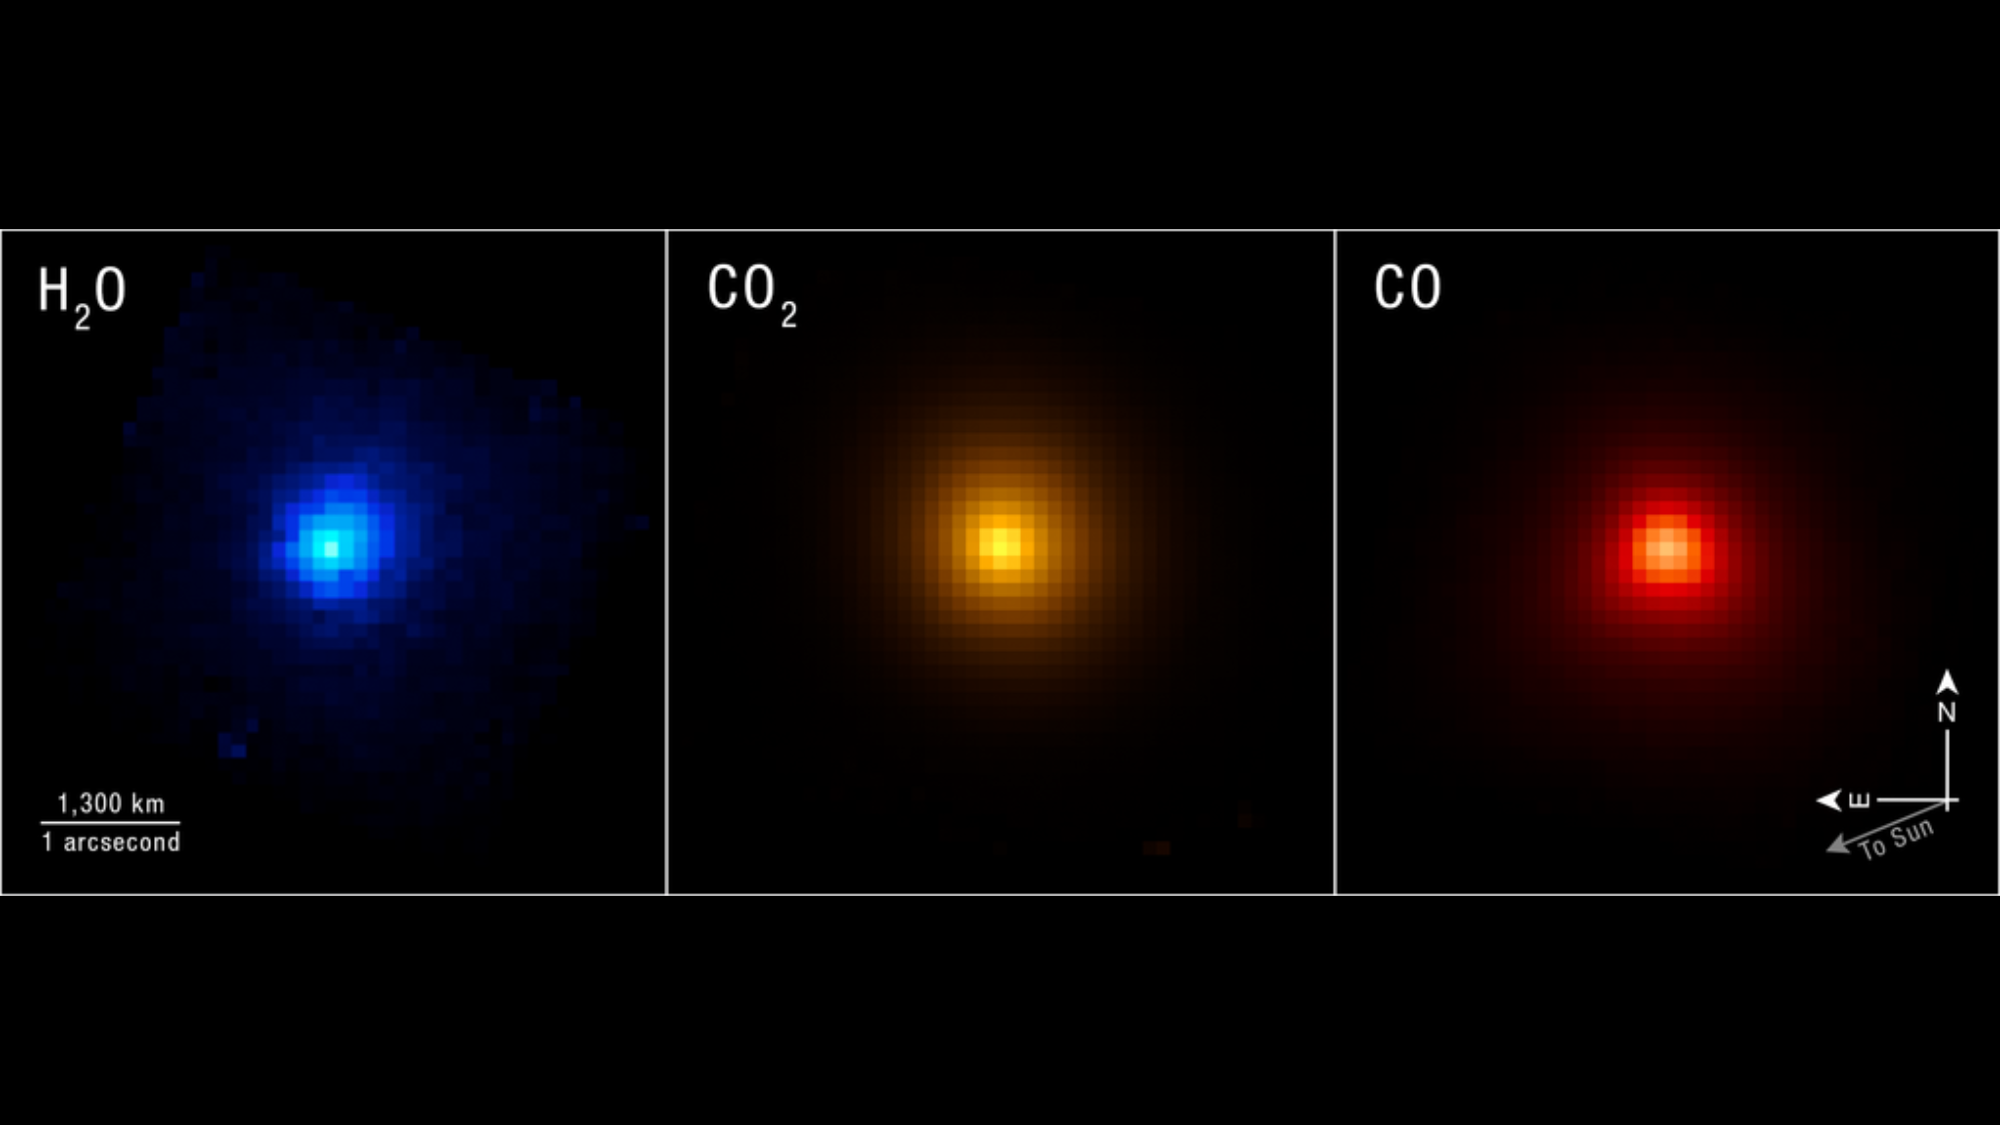 H₂O
1,300 km
1 arcsecond
CO₂
CO
N
E
To Sun